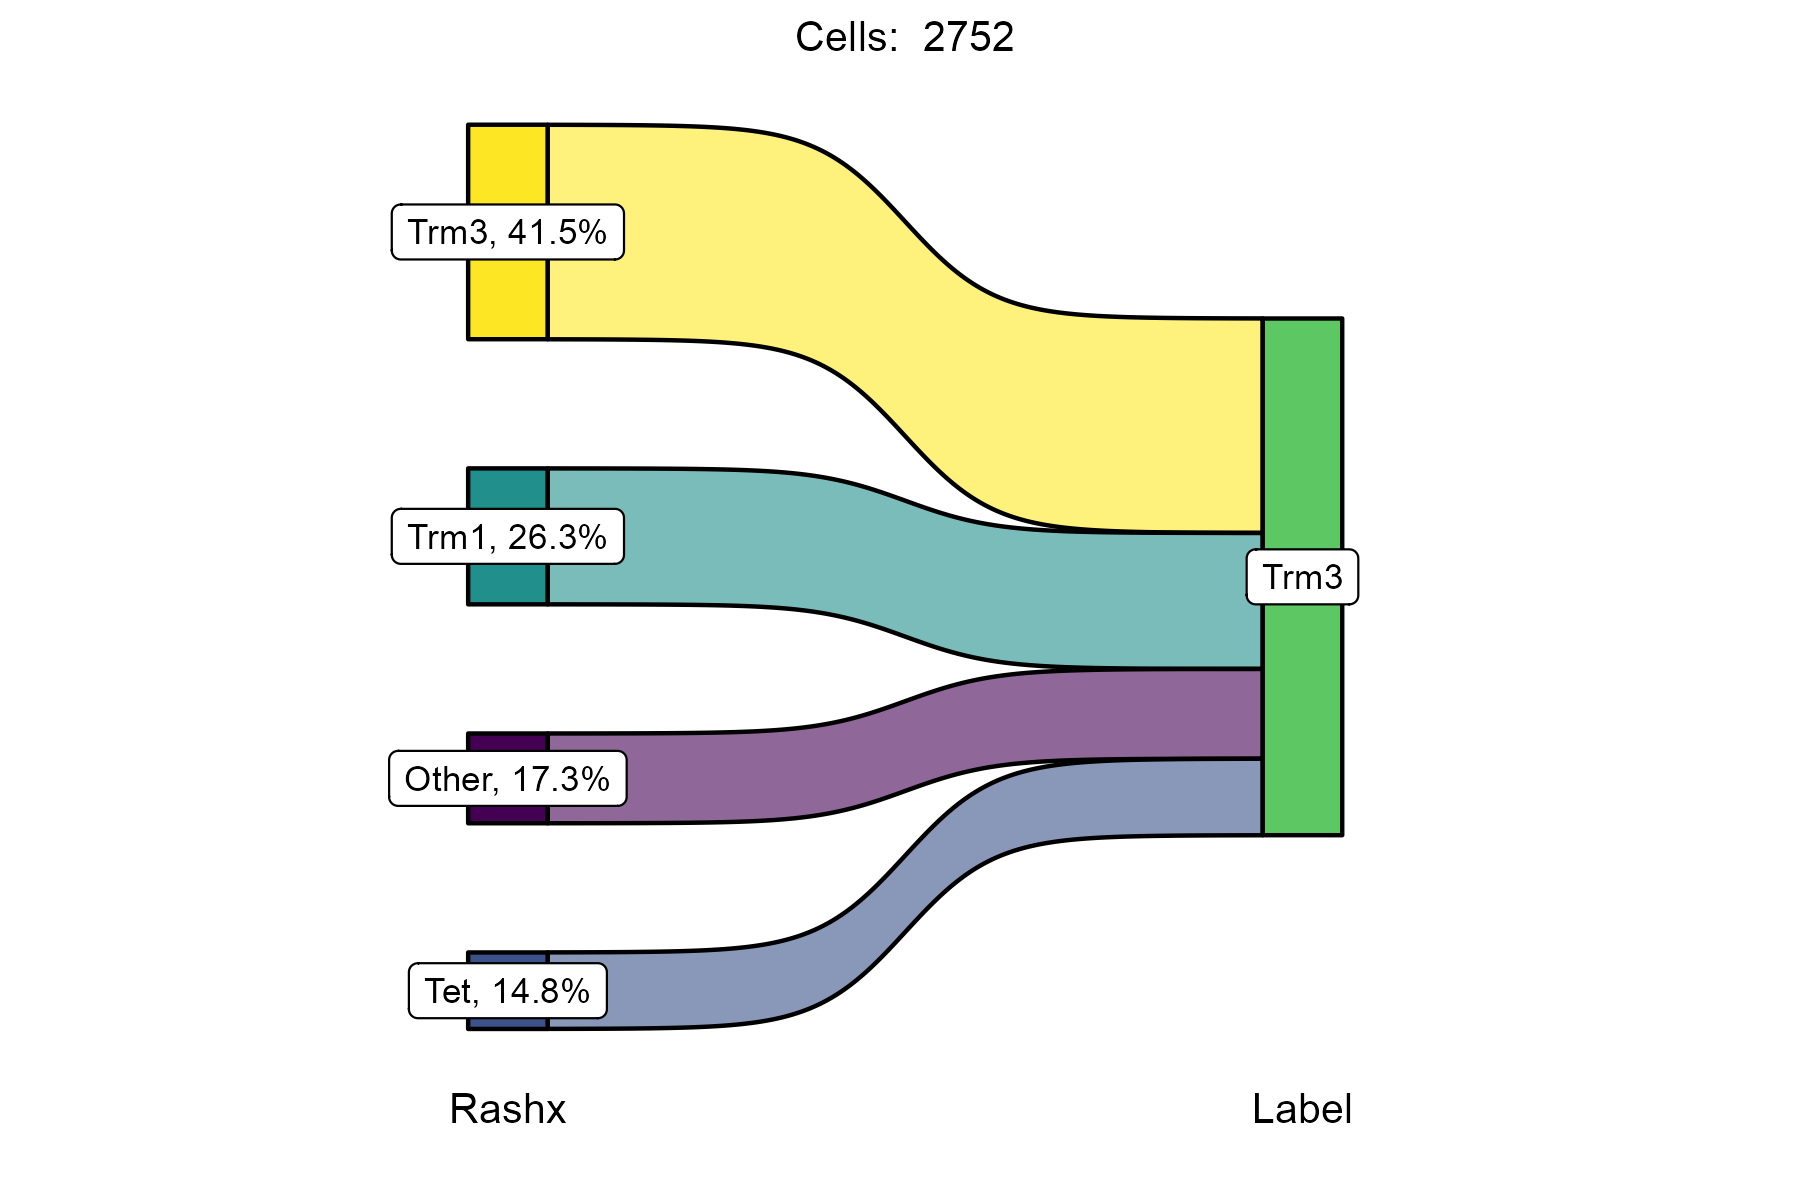 Cells:  2752
Trm3, 41.5%
Trm1, 26.3%
Trm3
Other, 17.3%
Tet, 14.8%
Rashx
Label